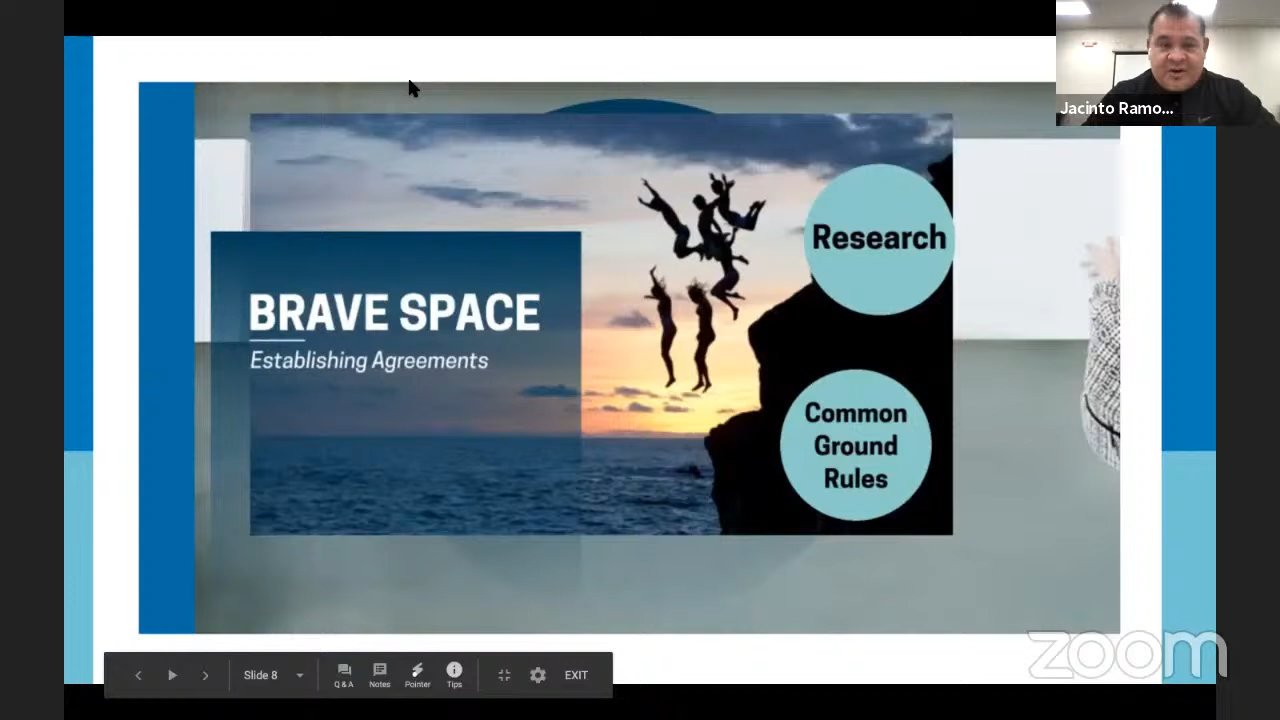 Jacinto Ramo...
BRAVE SPACE
Establishing Agreements
Research
Common
Ground
Rules
Slide 8
Q & A
Notes
Pointer
Tips
EXIT
zoom